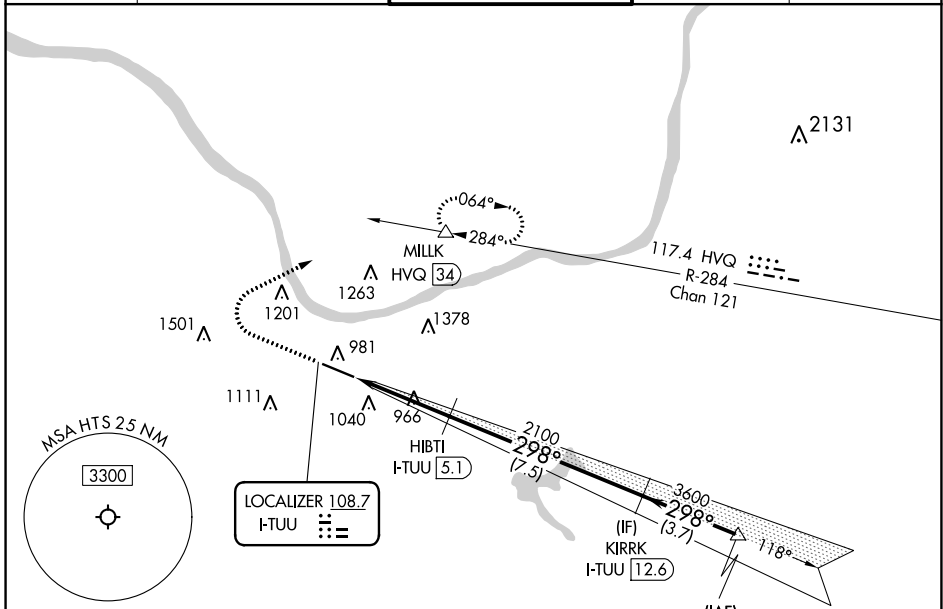 2131
064°
284°
MILLK
HVQ 34
117.4 HVQ
R-284
Chan 121
1263
1201
1378
1501
981
1111
1040
966
HIBTI
I-TUU 5.1
2100
298°
(7.5)
3600
298°
(3.7)
118°
(IF)
KIRRK
I-TUU 12.6
MSA HTS 25 NM
3300
LOCALIZER 108.7
I-TUU
(IAF)